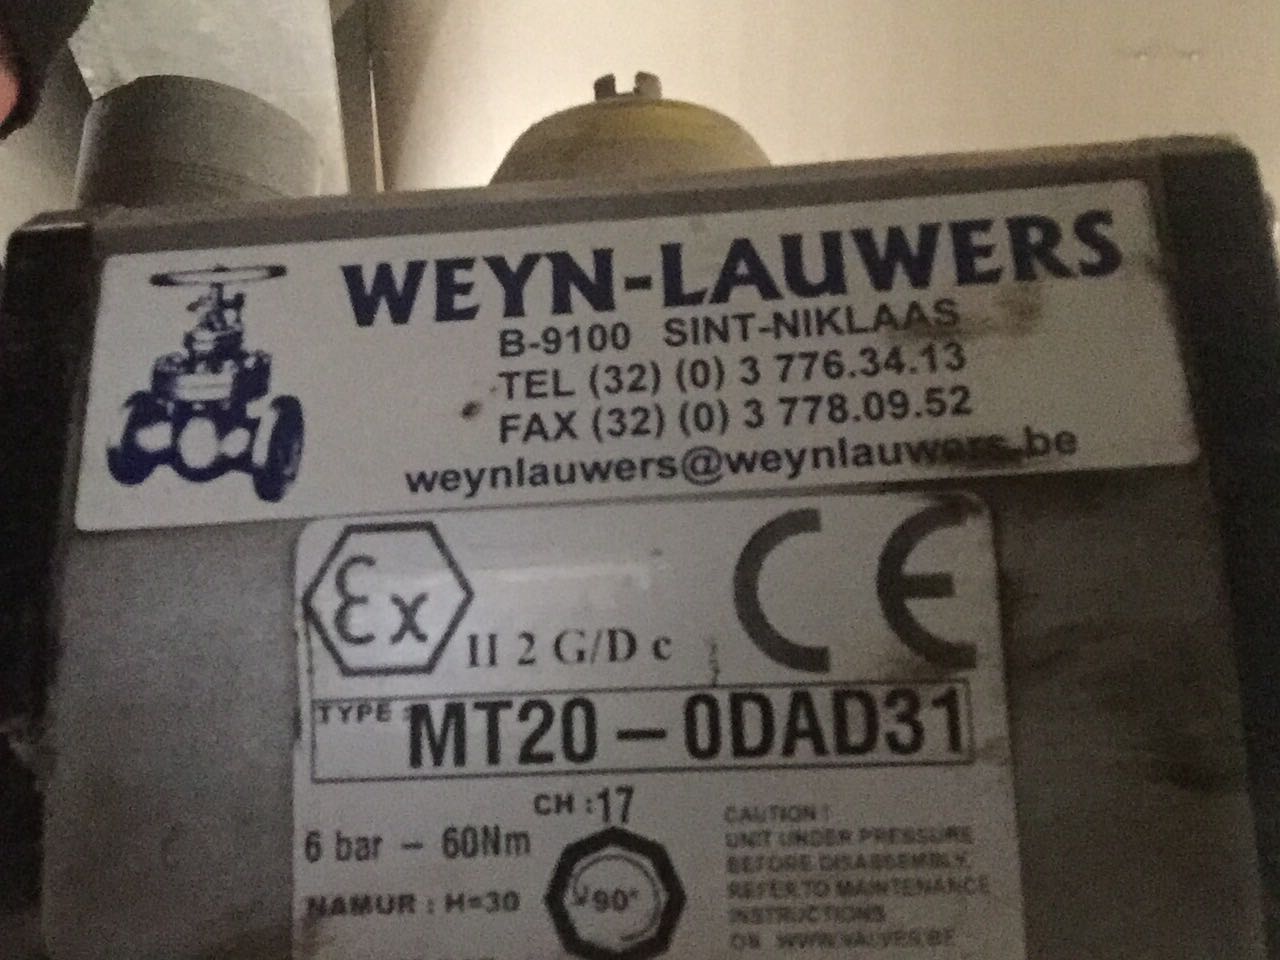 WEYN-LAUWERS
B-9100 SINT-NIKLAAS
TEL (32) (0) 3 776.34.13
FAX (32) (0) 3 778.09.52
weynlauwers@weynlauwers.be
Ex II 2 G/D c CE
TYPE : MT20 - 0DAD31
CH : 17
6 bar - 60Nm
NAMUR : H=30
90°
CAUTION !
UNIT UNDER PRESSURE
BEFORE DISASSEMBLY,
REFER TO MAINTENANCE
INSTRUCTIONS
ON WWW.VALVES.BE